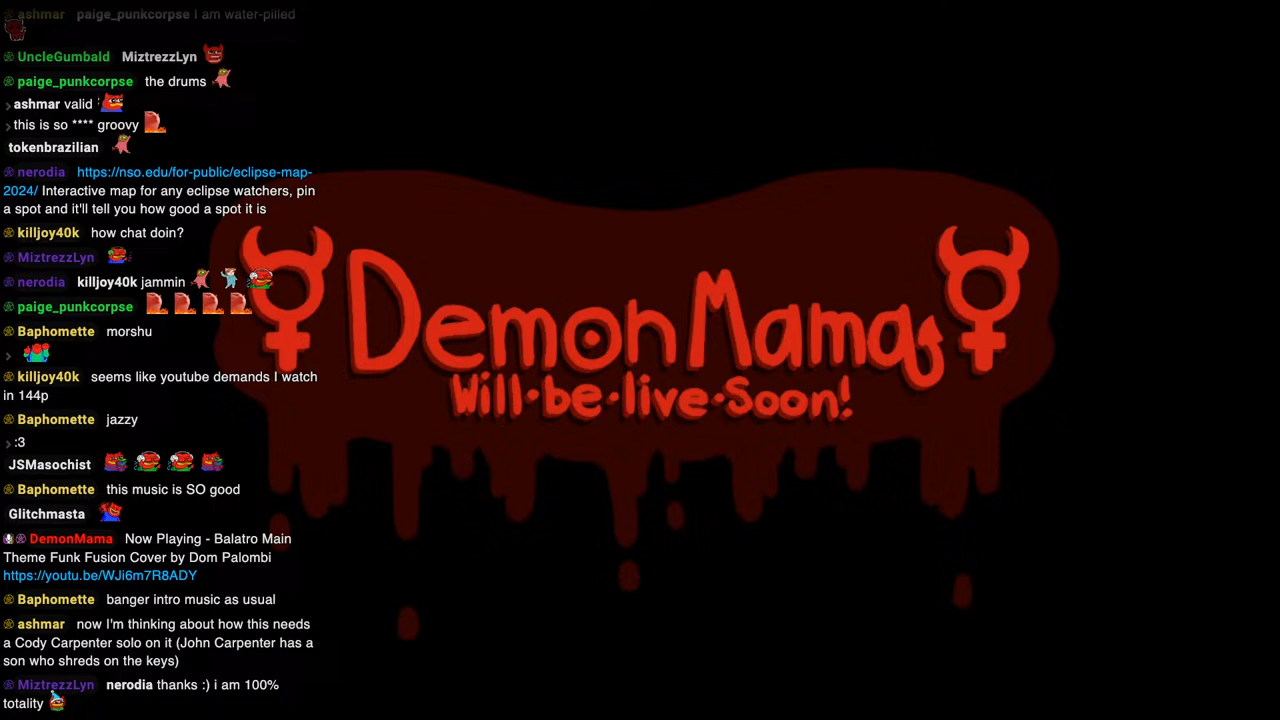 ashmar paige_punkcorpse I am water-pilled
UncleGumbald MiztrezzLyn
paige_punkcorpse the drums
ashmar valid
this is so **** groovy
tokenbrazilian
nerodia https://nso.edu/for-public/eclipse-map-
2024/ Interactive map for any eclipse watchers, pin
a spot and it'll tell you how good a spot it is
killjoy40k how chat doin?
MiztrezzLyn
nerodia killjoy40k jammin
paige_punkcorpse
Baphomette morshu
killjoy40k seems like youtube demands I watch
in 144p
Baphomette jazzy
:3
JSMasochist
Baphomette this music is SO good
Glitchmasta
DemonMama Now Playing - Balatro Main
Theme Funk Fusion Cover by Dom Palombi
https://youtu.be/WJi6m7R8ADY
Baphomette banger intro music as usual
ashmar now I'm thinking about how this needs
a Cody Carpenter solo on it (John Carpenter has a
son who shreds on the keys)
MiztrezzLyn nerodia thanks :) i am 100%
totality
DemonMama
Will·be·live·Soon!